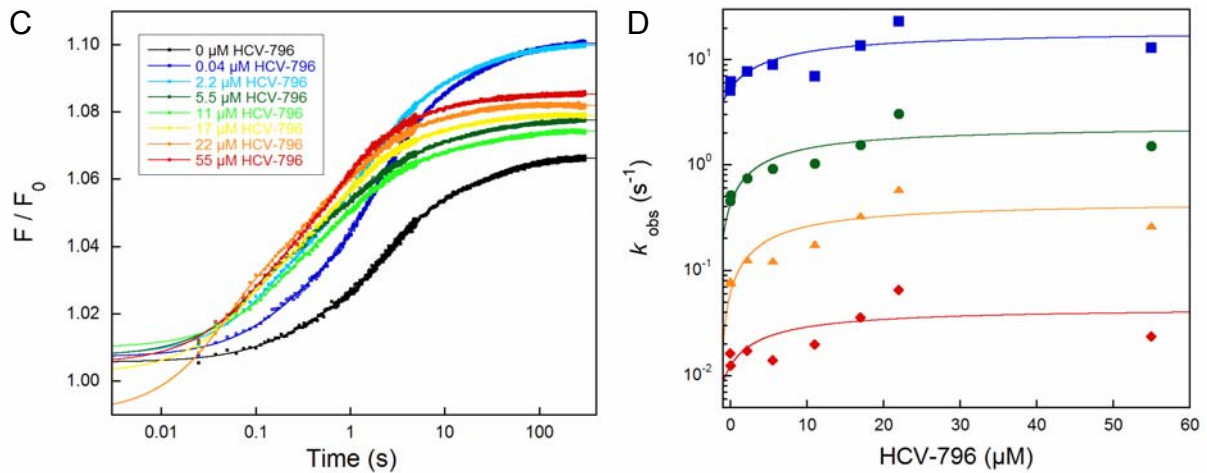 C
1.10
1.08
1.06
1.04
1.02
1.00
F / F0
0 µM HCV-796
0.04 µM HCV-796
2.2 µM HCV-796
5.5 µM HCV-796
11 µM HCV-796
17 µM HCV-796
22 µM HCV-796
55 µM HCV-796
0.01 0.1 1 10 100
Time (s)
D
10¹
10⁰
10⁻¹
10⁻²
k obs (s⁻¹)
0 10 20 30 40 50 60
HCV-796 (µM)